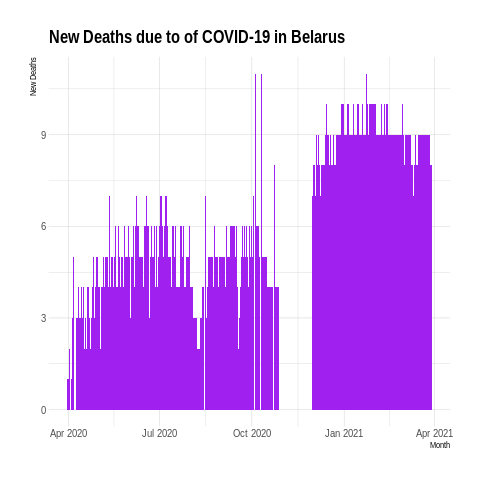 New Deaths due to of COVID-19 in Belarus
New Deaths
9
6
3
0
Apr 2020 Jul 2020 Oct 2020 Jan 2021 Apr 2021
Month